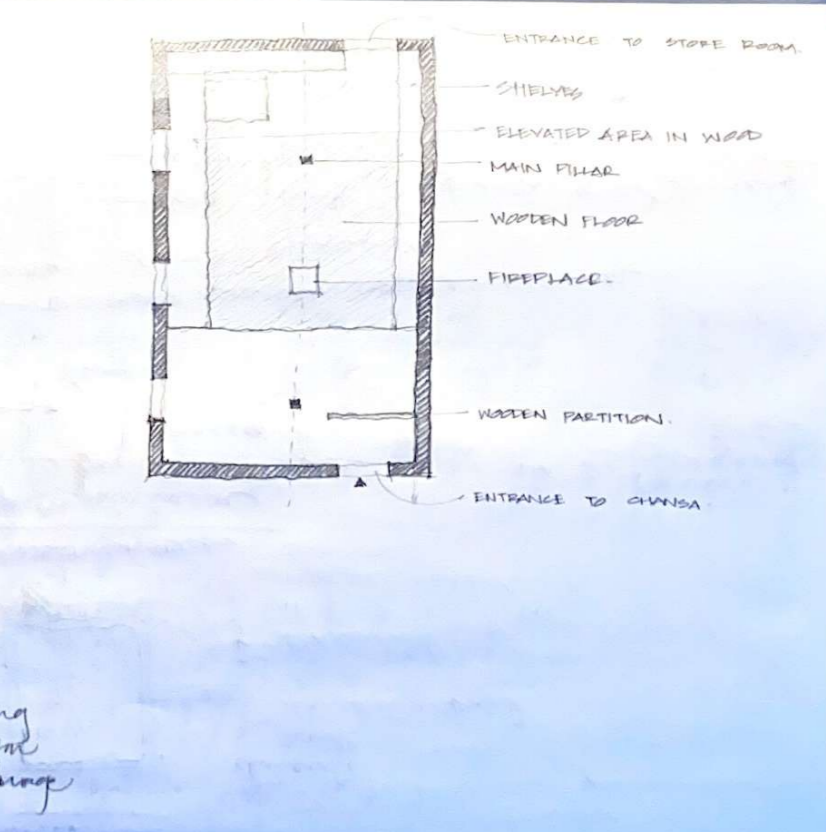 ENTRANCE TO STORE ROOM.
SHELVES
ELEVATED AREA IN WOOD
MAIN PILLAR
WOODEN FLOOR
FIREPLACE.
WOODEN PARTITION.
ENTRANCE TO CHANSA